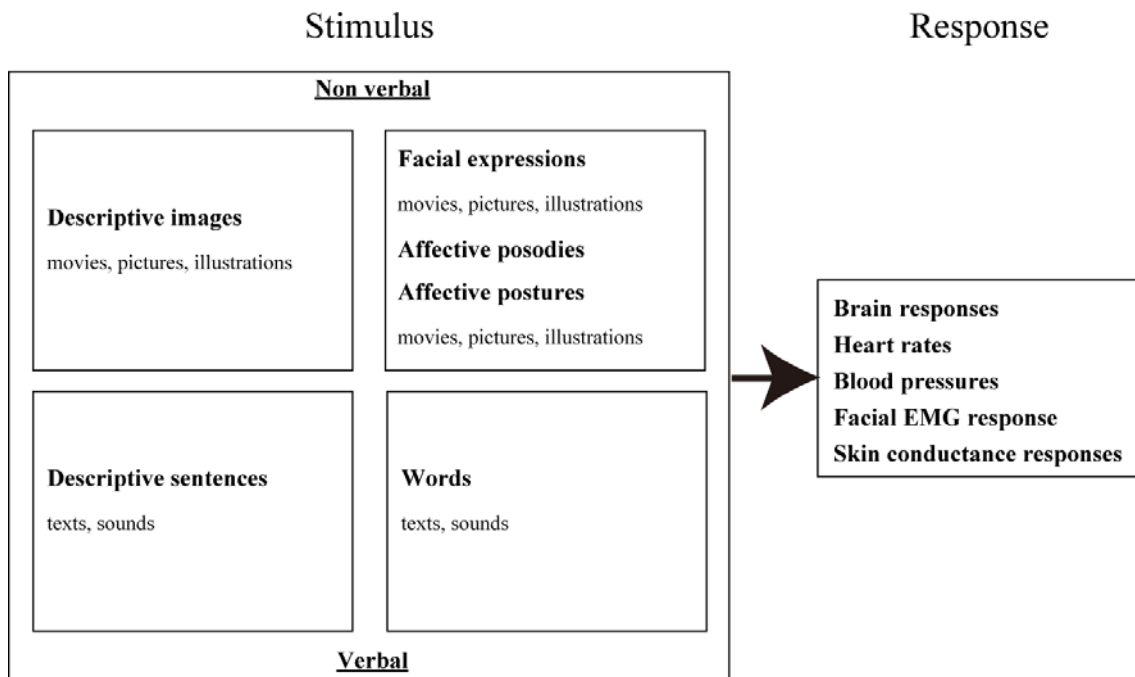 Stimulus
Response
Non verbal
Descriptive images
movies, pictures, illustrations
Facial expressions
movies, pictures, illustrations
Affective posodies
Affective postures
movies, pictures, illustrations
Descriptive sentences
texts, sounds
Words
texts, sounds
Verbal
Brain responses
Heart rates
Blood pressures
Facial EMG response
Skin conductance responses